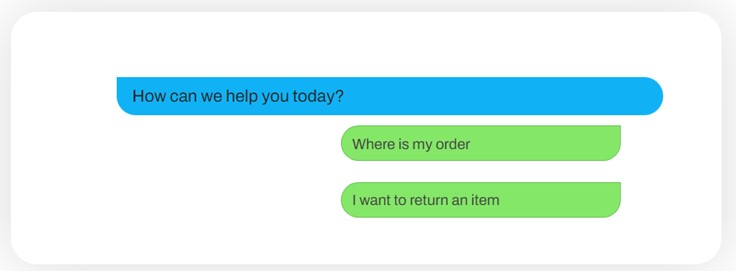 How can we help you today?
Where is my order
I want to return an item